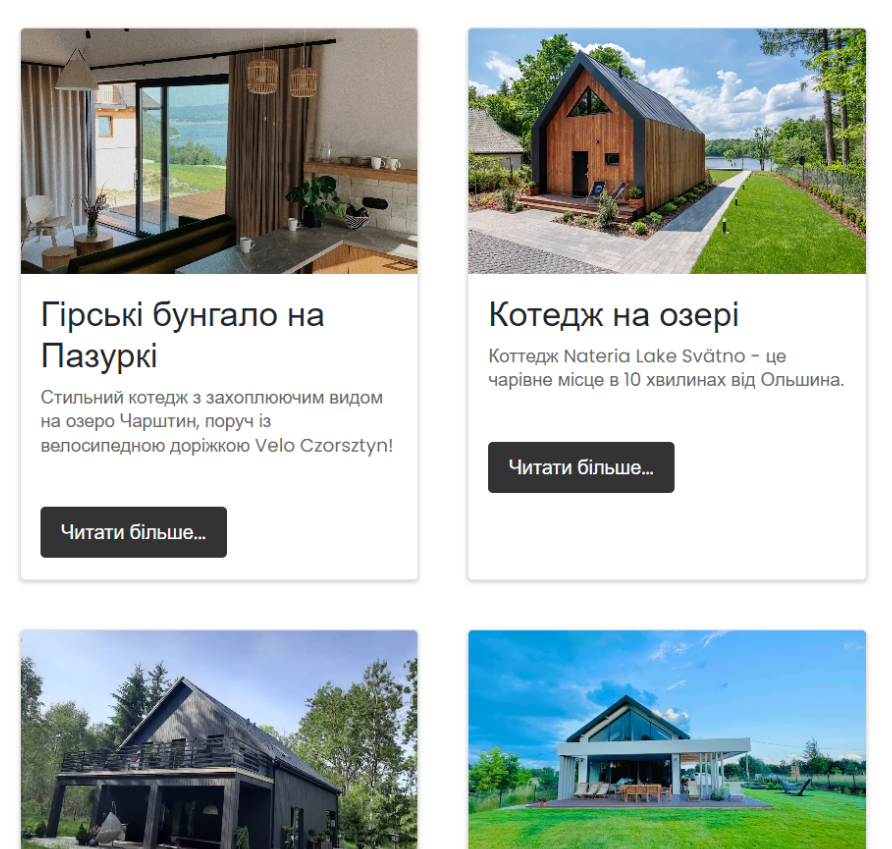 Гірські бунгало на
Пазуркі
Стильний котедж з захоплюючим видом
на озеро Чарштин, поруч із
велосипедною доріжкою Velo Czorsztyn!
Читати більше...
Котедж на озері
Коттедж Nateria Lake Svätno - це
чарівне місце в 10 хвилинах від Ольшина.
Читати більше...